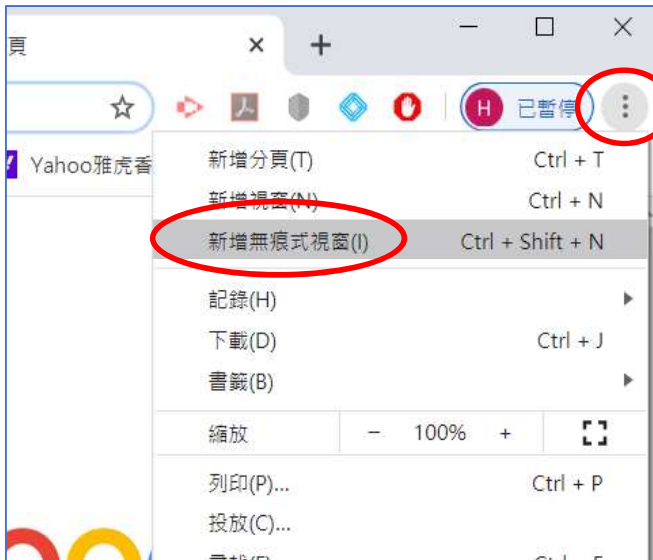 頁
H 已暫停
Yahoo雅虎香
新增分頁(T) Ctrl + T
新增視窗(N) Ctrl + N
新增無痕式視窗(I) Ctrl + Shift + N
記錄(H)
下載(D) Ctrl + J
書籤(B)
縮放 − 100% +
列印(P)... Ctrl + P
投放(C)...